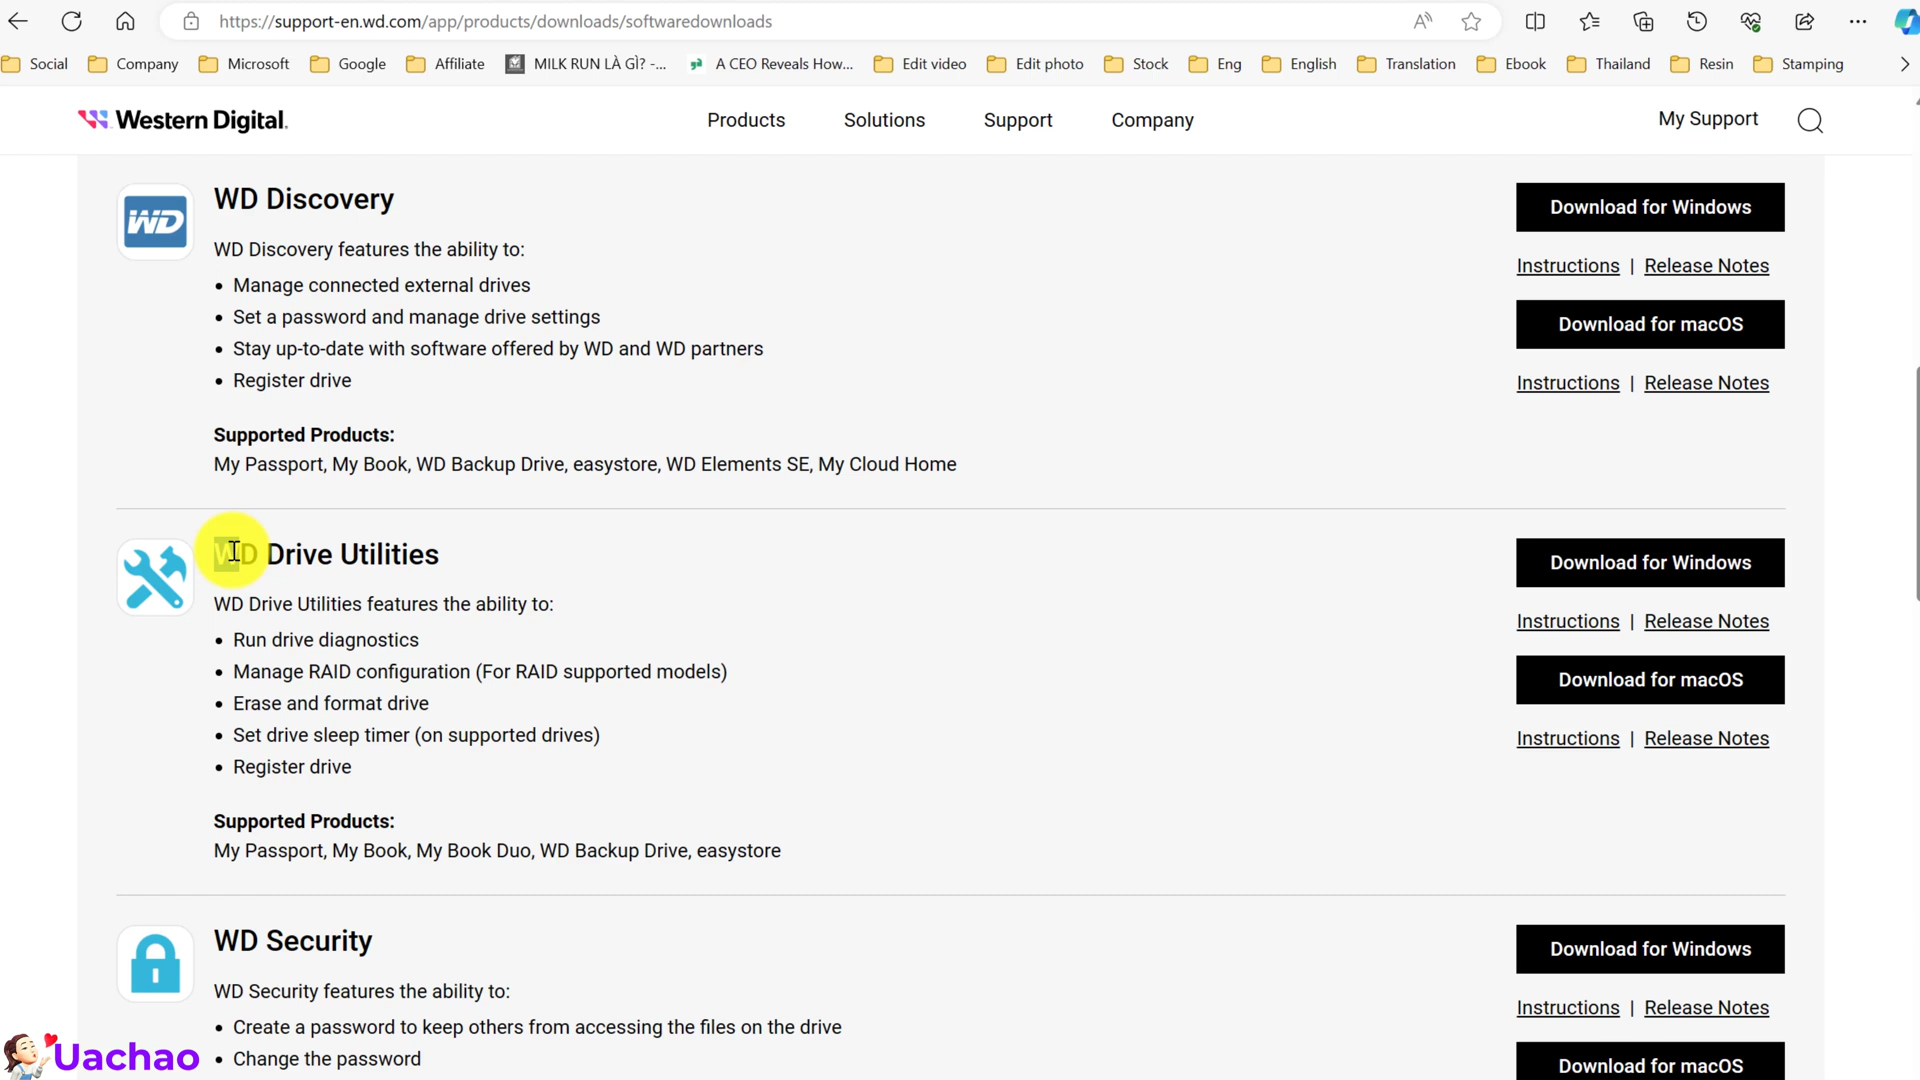 https://support-en.wd.com/app/products/downloads/softwaredownloads
Social Company Microsoft Google Affiliate MILK RUN LÀ GÌ? -... A CEO Reveals How... Edit video Edit photo Stock Eng English Translation Ebook Thailand Resin Stamping
Western Digital. Products Solutions Support Company My Support
WD
WD Discovery
Download for Windows
WD Discovery features the ability to:
Instructions | Release Notes
• Manage connected external drives
• Set a password and manage drive settings
Download for macOS
• Stay up-to-date with software offered by WD and WD partners
• Register drive
Instructions | Release Notes
Supported Products:
My Passport, My Book, WD Backup Drive, easystore, WD Elements SE, My Cloud Home
WD Drive Utilities
Download for Windows
WD Drive Utilities features the ability to:
Instructions | Release Notes
• Run drive diagnostics
• Manage RAID configuration (For RAID supported models)
Download for macOS
• Erase and format drive
• Set drive sleep timer (on supported drives)
Instructions | Release Notes
• Register drive
Supported Products:
My Passport, My Book, My Book Duo, WD Backup Drive, easystore
WD Security
Download for Windows
WD Security features the ability to:
Instructions | Release Notes
• Create a password to keep others from accessing the files on the drive
• Change the password
Download for macOS
Uachao